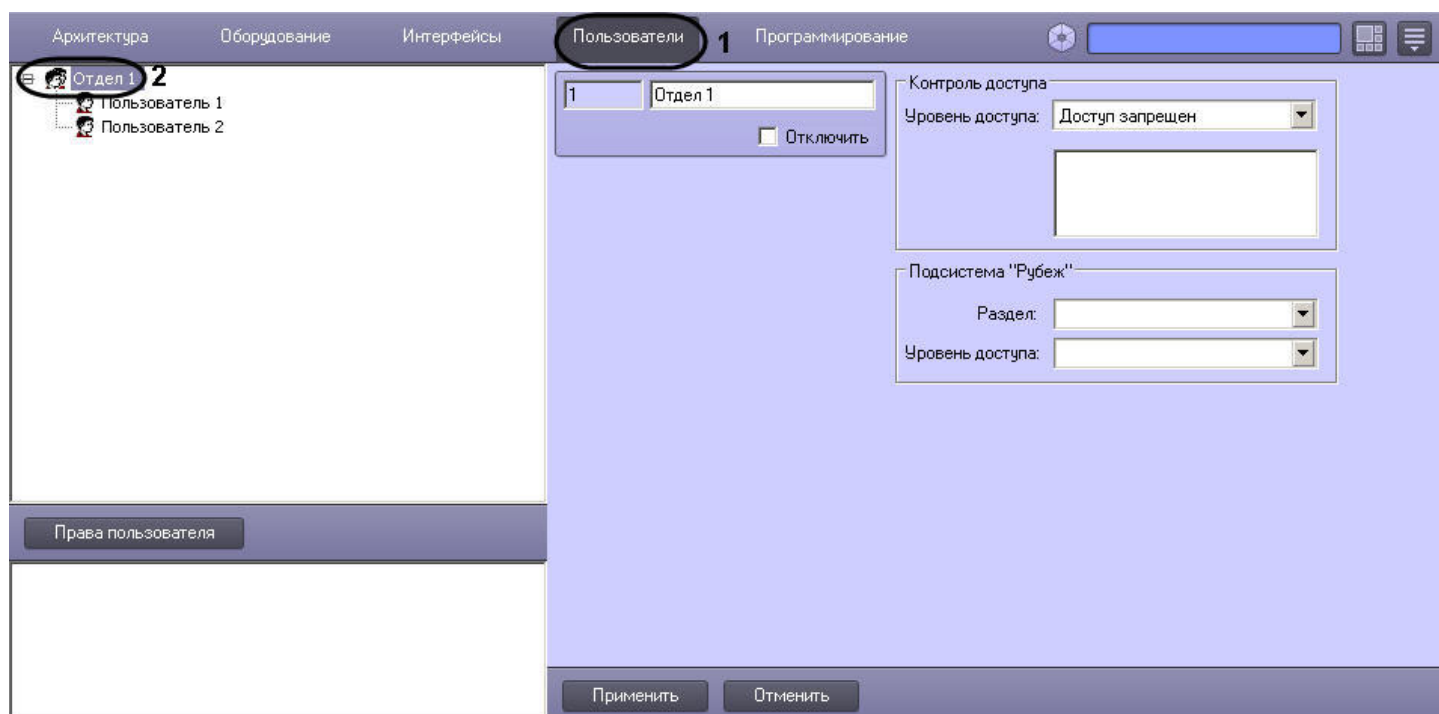 Архитектура Оборудование Интерфейсы Пользователи 1 Программирование
Отдел 1 2
Пользователь 1
Пользователь 2
1 Отдел 1
Отключить
Контроль доступа
Уровень доступа: Доступ запрещен
Подсистема "Рубеж"
Раздел:
Уровень доступа:
Права пользователя
Применить Отменить